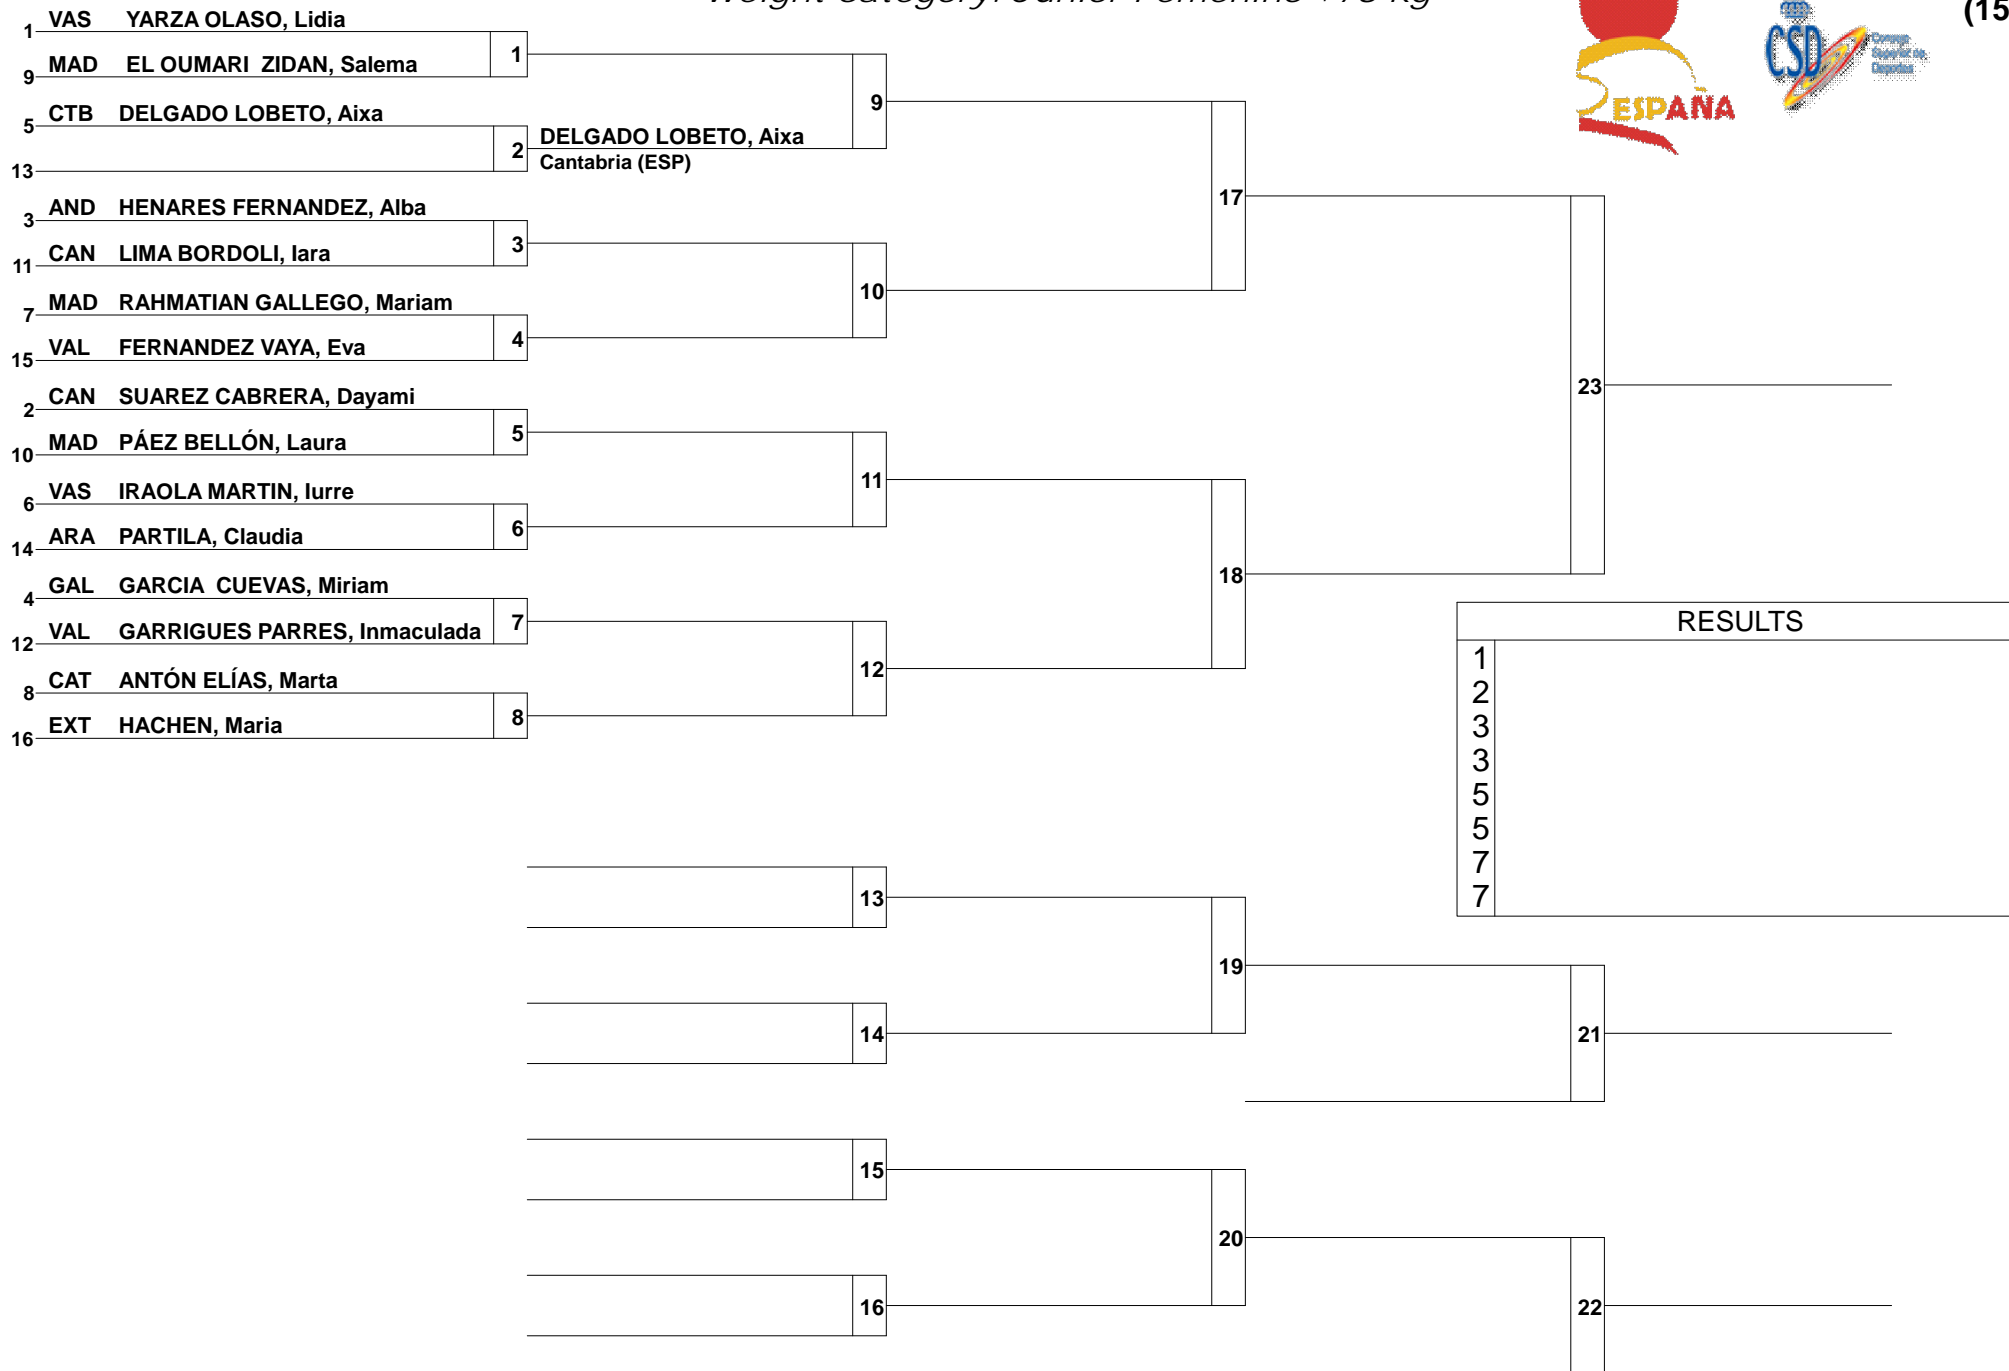 (15
1 VAS YARZA OLASO, Lidia
9 MAD EL OUMARI ZIDAN, Salema
1
5 CTB DELGADO LOBETO, Aixa
13
2
DELGADO LOBETO, Aixa
Cantabria (ESP)
9
3 AND HENARES FERNANDEZ, Alba
11 CAN LIMA BORDOLI, Iara
3
7 MAD RAHMATIAN GALLEGO, Mariam
15 VAL FERNANDEZ VAYA, Eva
4
10
17
2 CAN SUAREZ CABRERA, Dayami
10 MAD PÁEZ BELLÓN, Laura
5
6 VAS IRAOLA MARTIN, Iurre
14 ARA PARTILA, Claudia
6
11
4 GAL GARCIA CUEVAS, Miriam
12 VAL GARRIGUES PARRES, Inmaculada
7
8 CAT ANTÓN ELÍAS, Marta
16 EXT HACHEN, Maria
8
12
18
23
ESPAÑA
CSD
Consejo
Superior de
Deportes
RESULTS
1
2
3
3
5
5
7
7
13
14
19
21
15
16
20
22